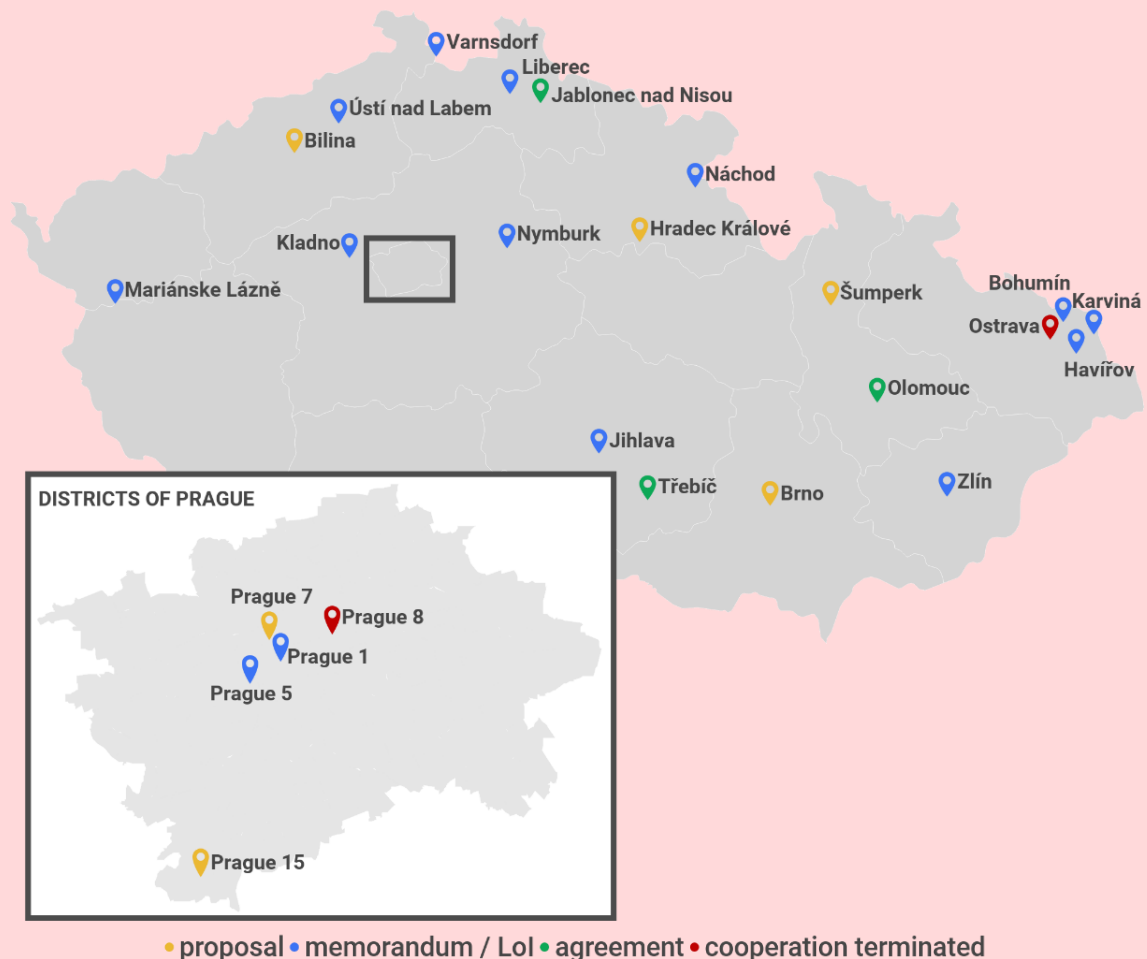 Varnsdorf
Liberec
Jablonec nad Nisou
Ústí nad Labem
Bilina
Náchod
Hradec Králové
Nymburk
Kladno
Mariánske Lázně
Šumperk
Bohumín
Karviná
Ostrava
Havířov
Olomouc
Jihlava
Třebíč
Brno
Zlín
DISTRICTS OF PRAGUE
Prague 7
Prague 8
Prague 1
Prague 5
Prague 15
proposal memorandum / LoI agreement cooperation terminated